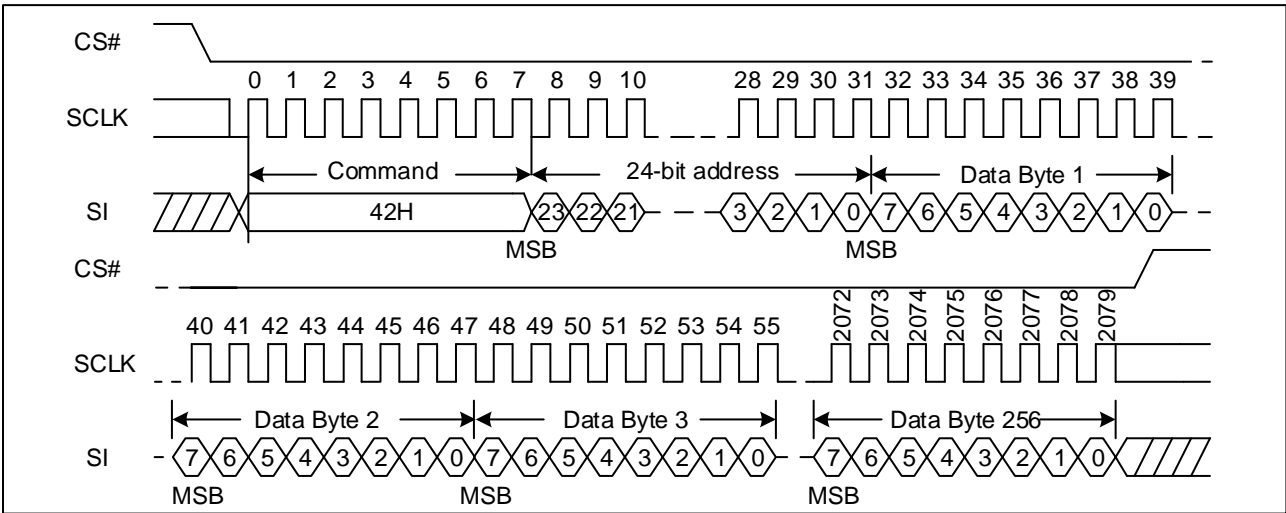 CS#
0 1 2 3 4 5 6 7 8 9 10 28 29 30 31 32 33 34 35 36 37 38 39
SCLK
Command 24-bit address Data Byte 1
SI 42H 23 22 21 3 2 1 0 7 6 5 4 3 2 1 0
MSB MSB
CS#
40 41 42 43 44 45 46 47 48 49 50 51 52 53 54 55 2072 2073 2074 2075 2076 2077 2078 2079
SCLK
Data Byte 2 Data Byte 3 Data Byte 256
SI 7 6 5 4 3 2 1 0 7 6 5 4 3 2 1 0 7 6 5 4 3 2 1 0
MSB MSB MSB